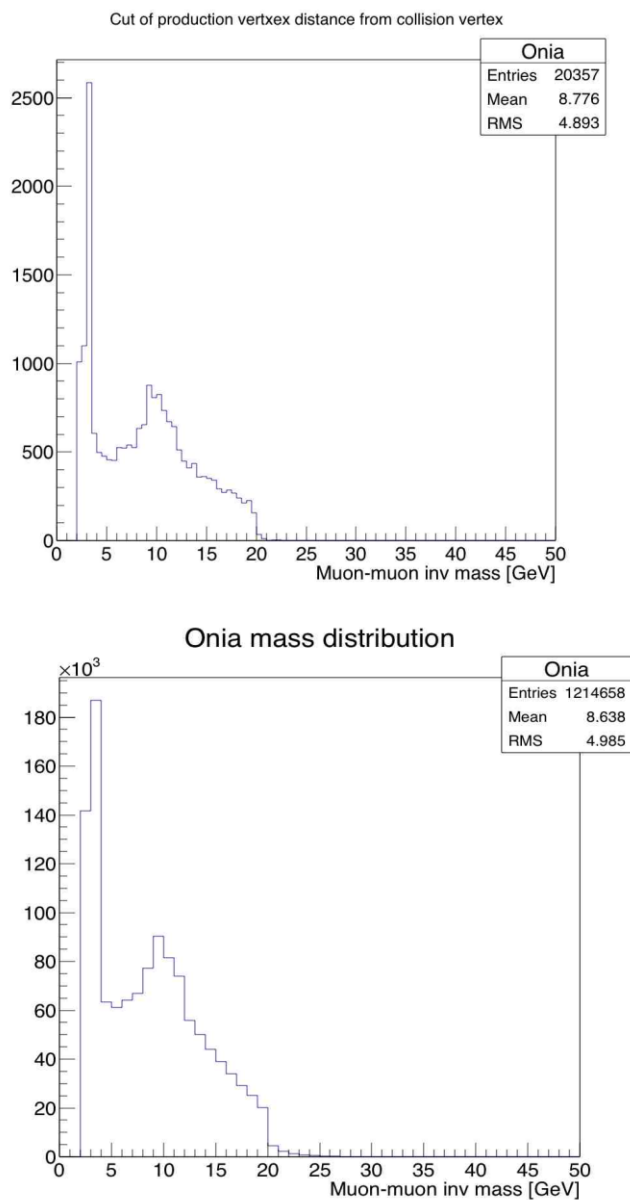 Cut of production vertxex distance from collision vertex
Onia
Entries 20357
Mean 8.776
RMS 4.893
2500
2000
1500
1000
500
0
0 5 10 15 20 25 30 35 40 45 50
Muon-muon inv mass [GeV]
Onia mass distribution
×10³
Onia
Entries 1214658
Mean 8.638
RMS 4.985
180
160
140
120
100
80
60
40
20
0
0 5 10 15 20 25 30 35 40 45 50
Muon-muon inv mass [GeV]